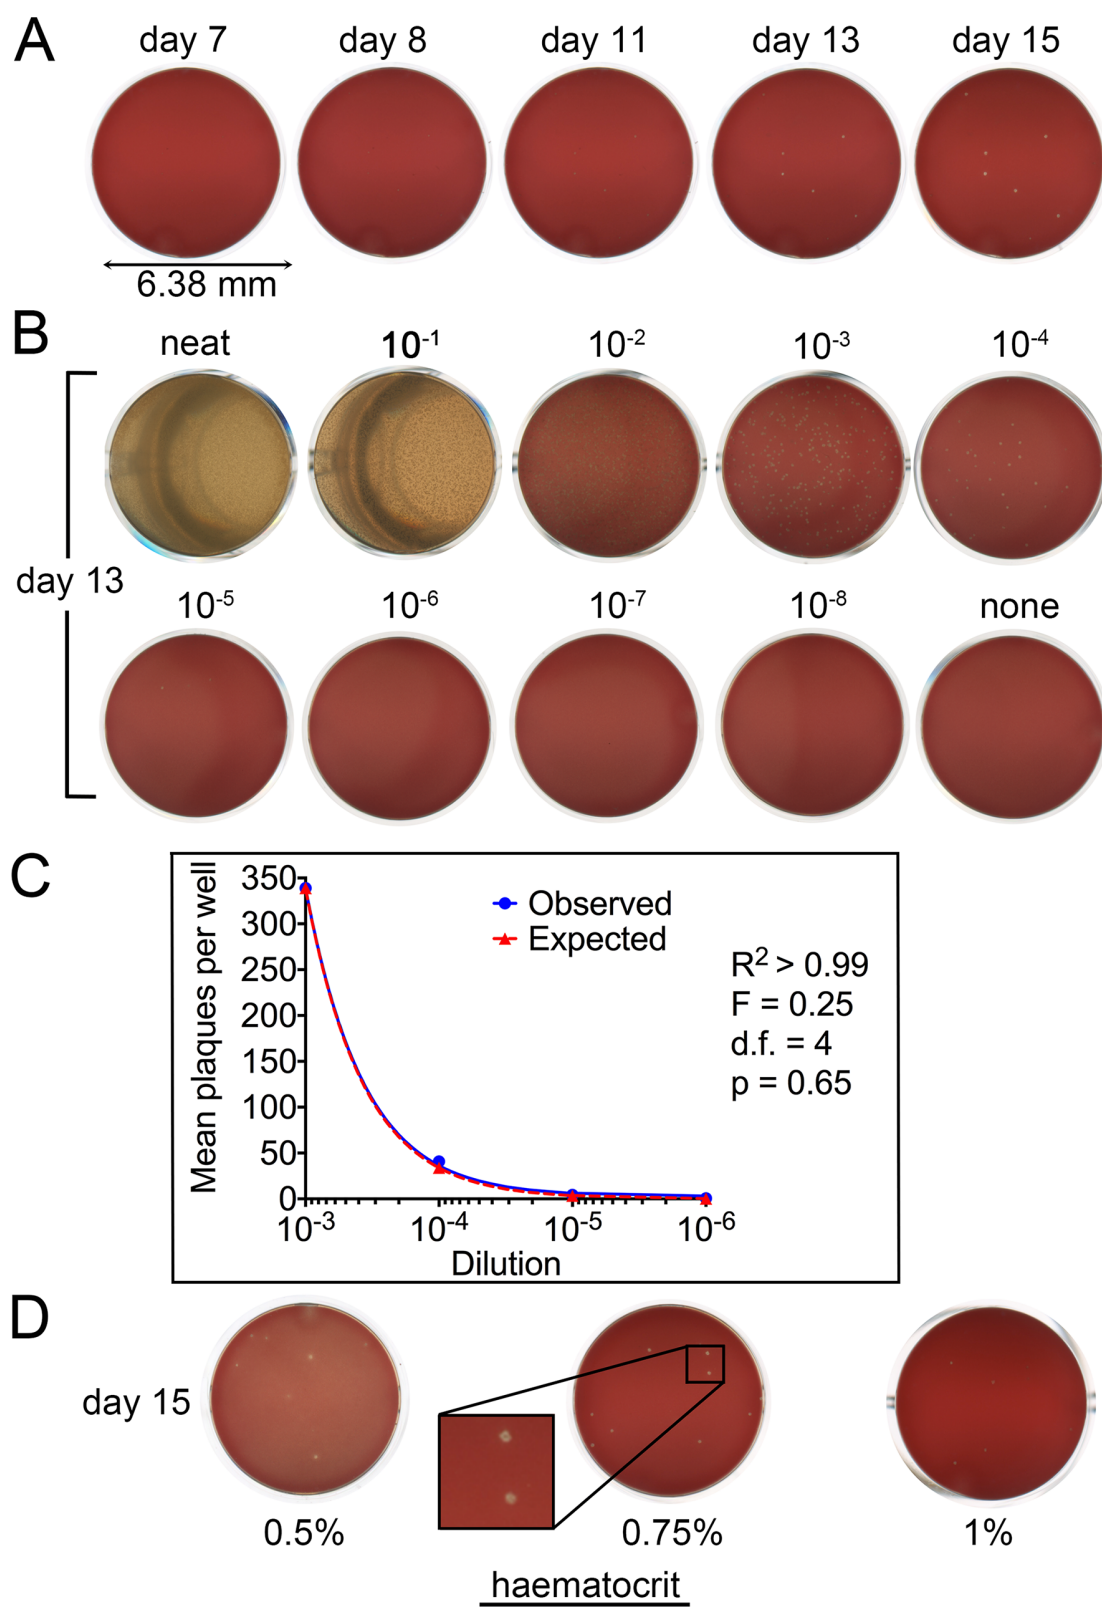 A
day 7 day 8 day 11 day 13 day 15
6.38 mm
B
neat 10-1 10-2 10-3 10-4
day 13
10-5 10-6 10-7 10-8 none
C
Mean plaques per well
350
300
250
200
150
100
50
0
Observed
Expected
R2 > 0.99
F = 0.25
d.f. = 4
p = 0.65
10-3 10-4 10-5 10-6
Dilution
D
day 15
0.5% 0.75% 1%
haematocrit